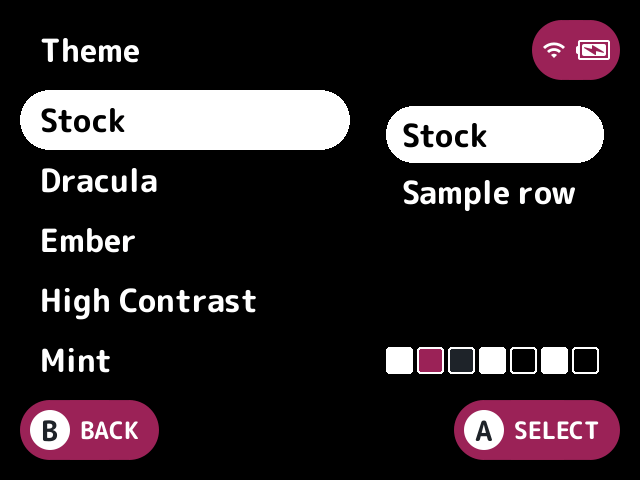 Theme
Stock
Dracula
Ember
High Contrast
Mint
Stock
Sample row
B BACK
A SELECT